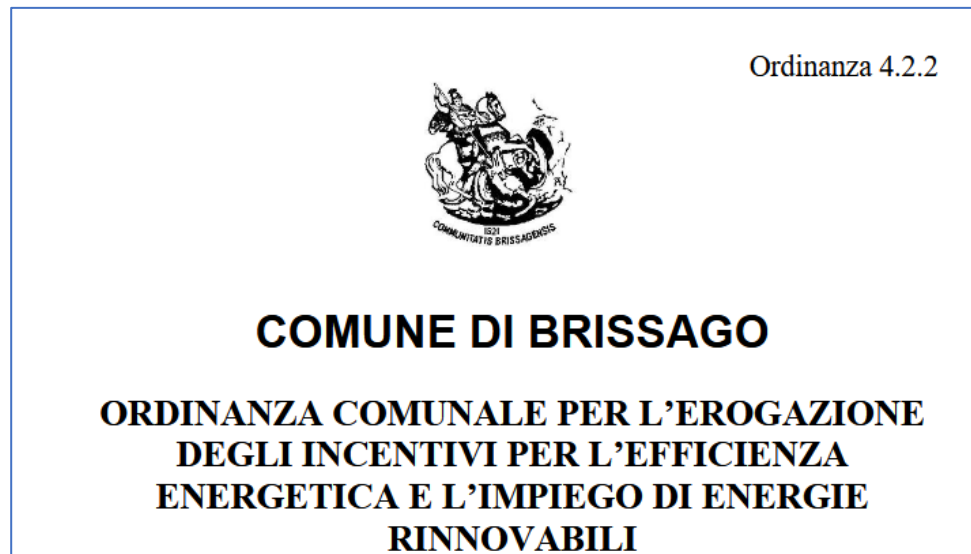 Ordinanza 4.2.2
1521
COMMUNITATIS BRISSAGENSIS
COMUNE DI BRISSAGO
ORDINANZA COMUNALE PER L’EROGAZIONE
DEGLI INCENTIVI PER L’EFFICIENZA
ENERGETICA E L’IMPIEGO DI ENERGIE
RINNOVABILI